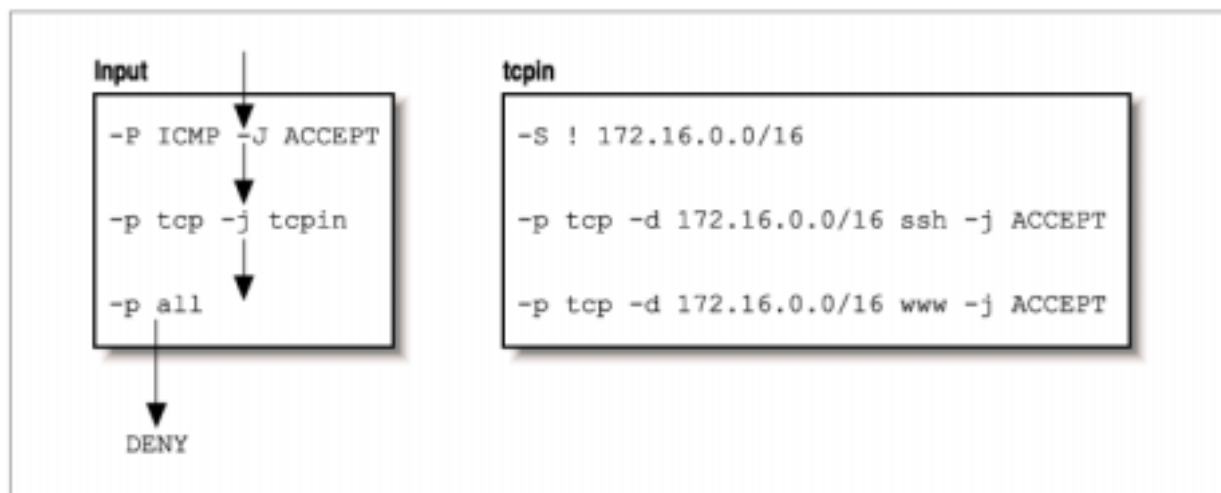 Input
-P ICMP -J ACCEPT
-p tcp -j tcpin
-p all
DENY
tcpin
-S ! 172.16.0.0/16
-p tcp -d 172.16.0.0/16 ssh -j ACCEPT
-p tcp -d 172.16.0.0/16 www -j ACCEPT